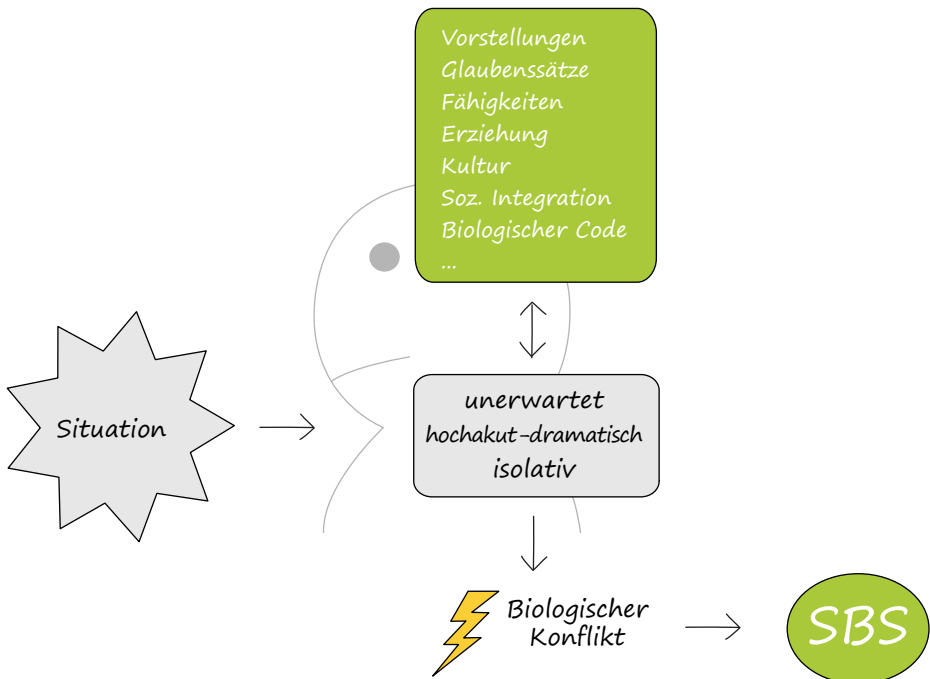 Vorstellungen
Glaubenssätze
Fähigkeiten
Erziehung
Kultur
Soz. Integration
Biologischer Code
...
Situation
unerwartet
hochakut-dramatisch
isolativ
Biologischer
Konflikt
SBS